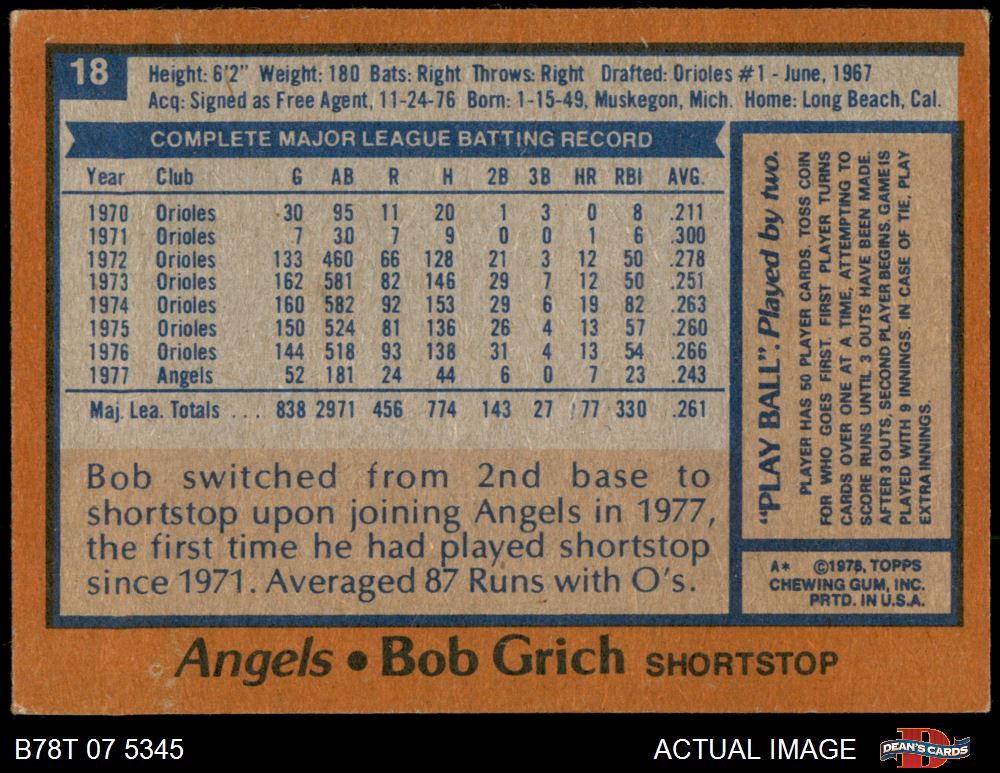 18
Height: 6'2" Weight: 180 Bats: Right Throws: Right Drafted: Orioles #1 - June, 1967
Acq: Signed as Free Agent, 11-24-76 Born: 1-15-49, Muskegon, Mich. Home: Long Beach, Cal.
COMPLETE MAJOR LEAGUE BATTING RECORD
Year Club G AB R H 2B 3B HR RBI AVG.
1970 Orioles 30 95 11 20 1 3 0 8 .211
1971 Orioles 7 30 7 9 0 0 1 6 .300
1972 Orioles 133 460 66 128 21 3 12 50 .278
1973 Orioles 162 581 82 146 29 7 12 50 .251
1974 Orioles 160 582 92 153 29 6 19 82 .263
1975 Orioles 150 524 81 136 26 4 13 57 .260
1976 Orioles 144 518 93 138 31 4 13 54 .266
1977 Angels 52 181 24 44 6 0 7 23 .243
Maj. Lea. Totals ... 838 2971 456 774 143 27 77 330 .261
Bob switched from 2nd base to
shortstop upon joining Angels in 1977,
the first time he had played shortstop
since 1971. Averaged 87 Runs with O's.
"PLAY BALL". Played by two.
PLAYER HAS 50 PLAYER CARDS. TOSS COIN
FOR WHO GOES FIRST. FIRST PLAYER TURNS
CARDS OVER ONE AT A TIME, ATTEMPTING TO
SCORE RUNS UNTIL 3 OUTS HAVE BEEN MADE.
AFTER 3 OUTS, SECOND PLAYER BEGINS. GAME IS
PLAYED WITH 9 INNINGS. IN CASE OF TIE, PLAY
EXTRA INNINGS.
A* ©1978, TOPPS
CHEWING GUM, INC.
PRTD. IN U.S.A.
Angels • Bob Grich SHORTSTOP
B78T 07 5345
ACTUAL IMAGE
DEAN'S CARDS